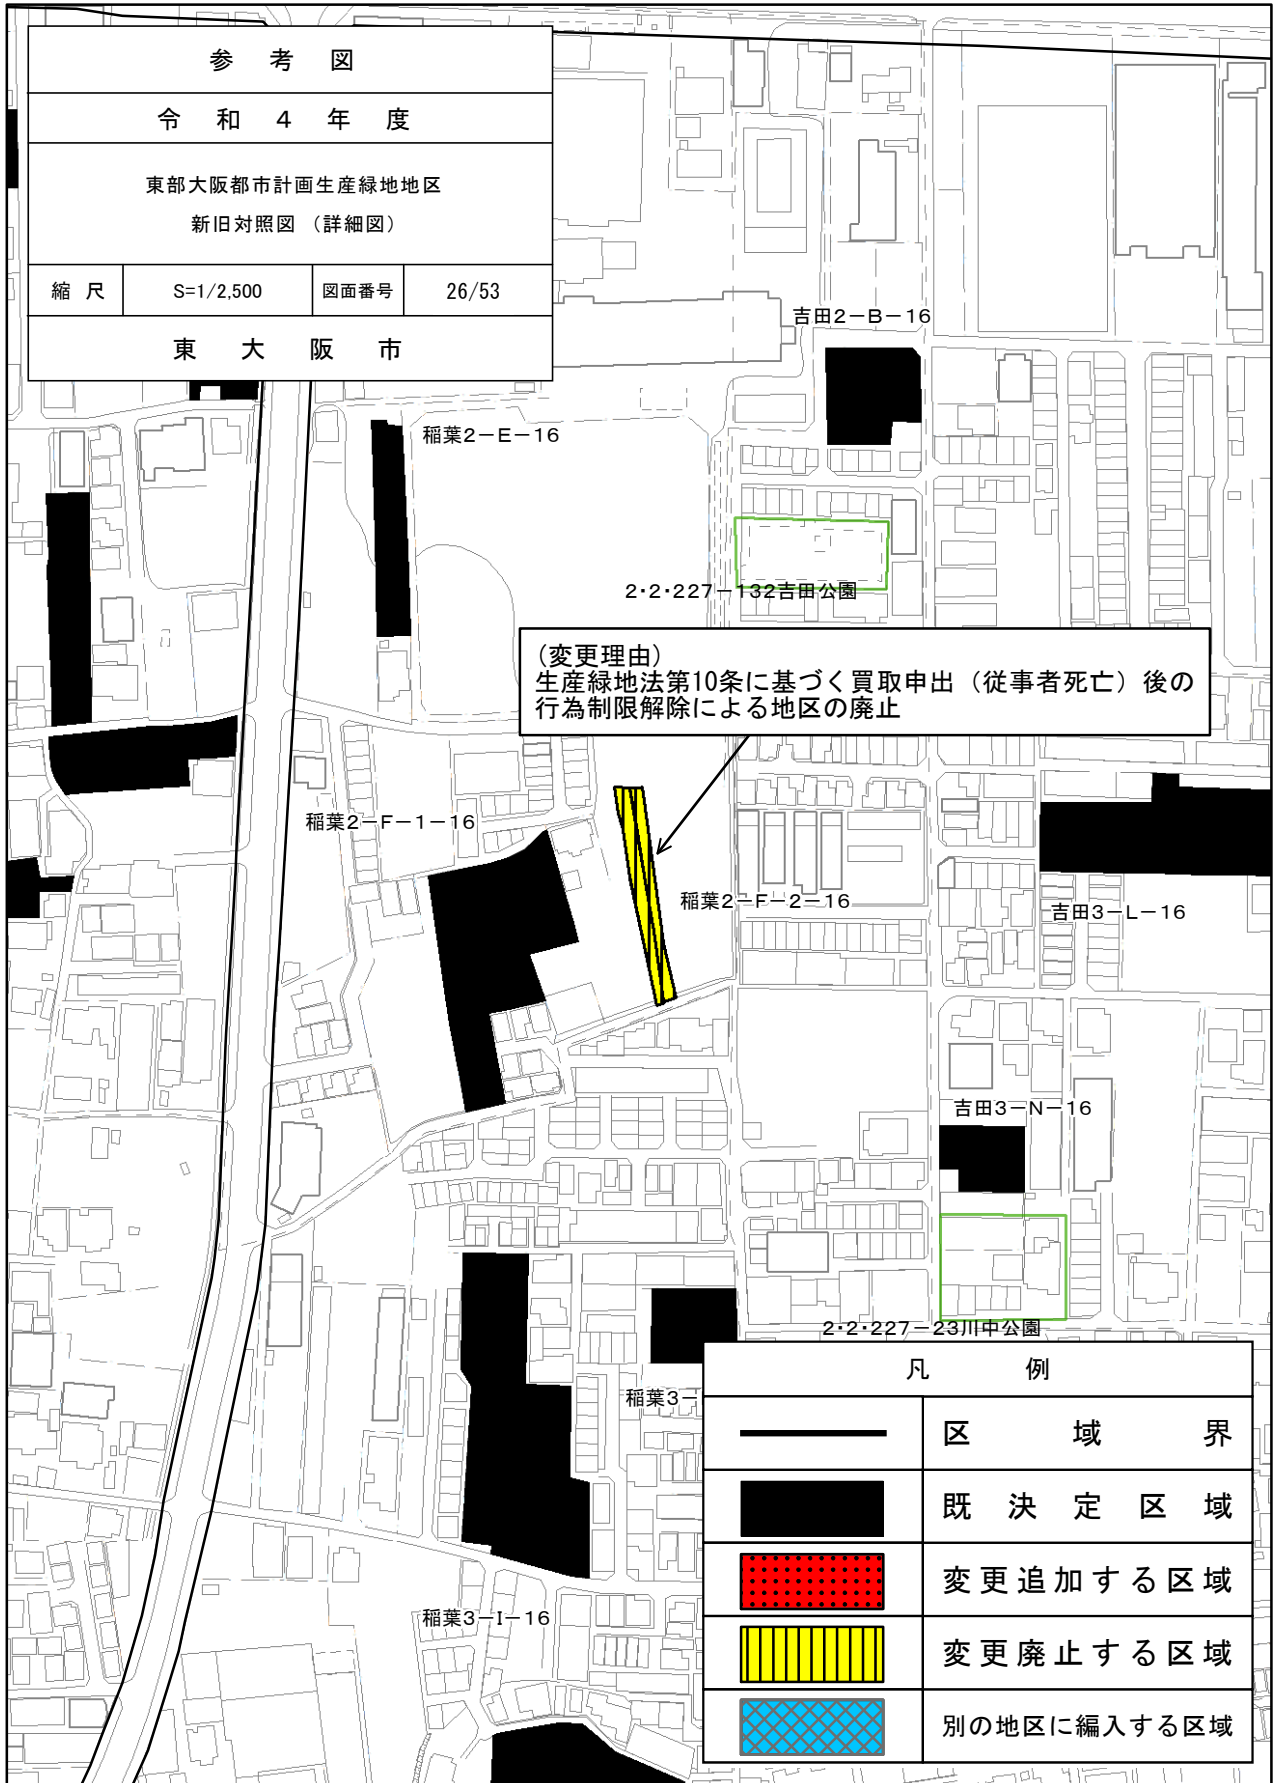 参考図
令和4年度
東部大阪都市計画生産緑地地区
新旧対照図（詳細図）
縮尺 S=1/2,500 図面番号 26/53
東大阪市
吉田2－B－16
稲葉2－E－16
2・2・227－132吉田公園
（変更理由）
生産緑地法第10条に基づく買取申出（従事者死亡）後の
行為制限解除による地区の廃止
稲葉2－F－1－16
稲葉2－F－2－16
吉田3－L－16
吉田3－N－16
2・2・227－23川中公園
稲葉3－
稲葉3－I－16
凡例
区域界
既決定区域
変更追加する区域
変更廃止する区域
別の地区に編入する区域